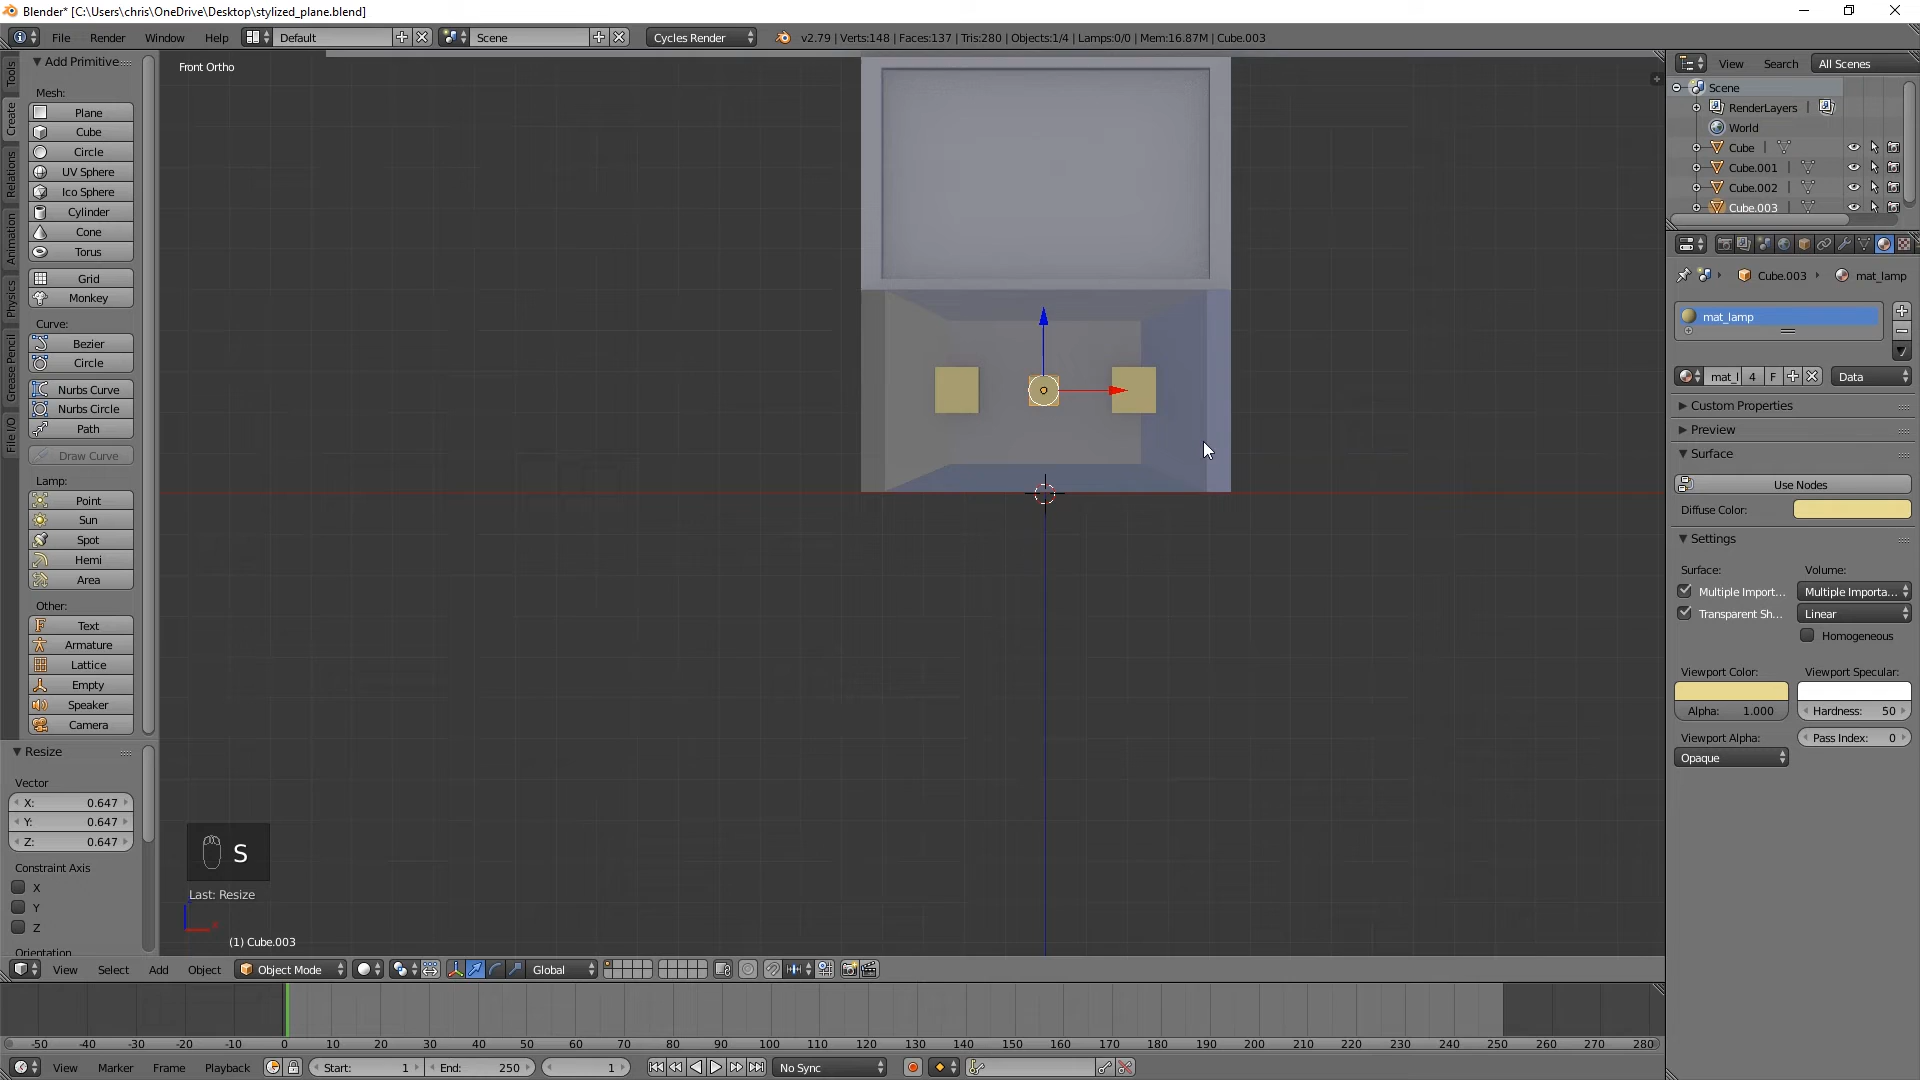 Blender* [C:\Users\chris\OneDrive\Desktop\stylized_plane.blend]
File Render Window Help Default Scene Cycles Render v2.79 | Verts:148 | Faces:137 | Tris:280 | Objects:1/4 | Lamps:0/0 | Mem:16.87M | Cube.003
Tools
Create
Relations
Animation
Physics
Grease Pencil
File I/O
Add Primitive
Mesh:
Plane
Cube
Circle
UV Sphere
Ico Sphere
Cylinder
Cone
Torus
Grid
Monkey
Curve:
Bezier
Circle
Nurbs Curve
Nurbs Circle
Path
Draw Curve
Lamp:
Point
Sun
Spot
Hemi
Area
Other:
Text
Armature
Lattice
Empty
Speaker
Camera
Resize
Vector
X: 0.647
Y: 0.647
Z: 0.647
Constraint Axis
X
Y
Z
Orientation
Front Ortho
S
Last: Resize
(1) Cube.003
View Select Add Object Object Mode Global
-50 -40 -30 -20 -10 0 10 20 30 40 50 60 70 80 90 100 110 120 130 140 150 160 170 180 190 200 210 220 230 240 250 260 270 280
View Marker Frame Playback Start: 1 End: 250 1 No Sync
View Search All Scenes
Scene
RenderLayers
World
Cube
Cube.001
Cube.002
Cube.003
Cube.003 mat_lamp
mat_lamp
mat_l 4 F Data
Custom Properties
Preview
Surface
Use Nodes
Diffuse Color:
Settings
Surface: Volume:
Multiple Import... Multiple Importa...
Transparent Sh... Linear
Homogeneous
Viewport Color: Viewport Specular:
Alpha: 1.000 Hardness: 50
Viewport Alpha: Pass Index: 0
Opaque